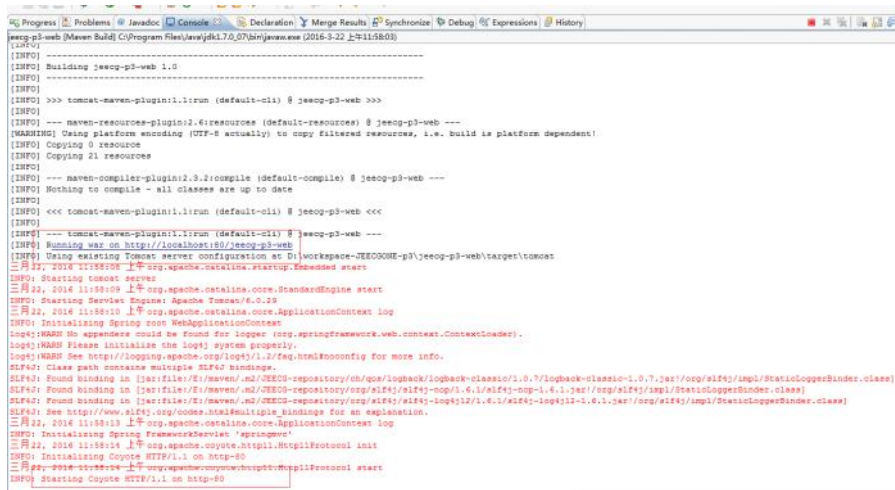 Progress Problems @ Javadoc Console Declaration Merge Results Synchronize Debug Expressions History
jeecg-p3-web [Maven Build] C:\Program Files\Java\jdk1.7.0_07\bin\javaw.exe (2016-3-22 上午11:58:03)
[INFO] ------------------------------------------------------------------------
[INFO] Building jeecg-p3-web 1.0
[INFO] ------------------------------------------------------------------------
[INFO]
[INFO] >>> tomcat-maven-plugin:1.1:run (default-cli) @ jeecg-p3-web >>>
[INFO]
[INFO] --- maven-resources-plugin:2.6:resources (default-resources) @ jeecg-p3-web ---
[WARNING] Using platform encoding (UTF-8 actually) to copy filtered resources, i.e. build is platform dependent!
[INFO] Copying 0 resource
[INFO] Copying 21 resources
[INFO]
[INFO] --- maven-compiler-plugin:2.3.2:compile (default-compile) @ jeecg-p3-web ---
[INFO] Nothing to compile - all classes are up to date
[INFO]
[INFO] <<< tomcat-maven-plugin:1.1:run (default-cli) @ jeecg-p3-web <<<
[INFO]
[INFO] --- tomcat-maven-plugin:1.1:run (default-cli) @ jeecg-p3-web ---
[INFO] Running war on http://localhost:80/jeecg-p3-web
[INFO] Using existing Tomcat server configuration at D:\workspace-JEECGONE-p3\jeecg-p3-web\target\tomcat
三月 22, 2016 11:58:08 上午 org.apache.catalina.startup.Embedded start
INFO: Starting tomcat server
三月 22, 2016 11:58:09 上午 org.apache.catalina.core.StandardEngine start
INFO: Starting Servlet Engine: Apache Tomcat/6.0.29
三月 22, 2016 11:58:10 上午 org.apache.catalina.core.ApplicationContext log
INFO: Initializing Spring root WebApplicationContext
log4j:WARN No appenders could be found for logger (org.springframework.web.context.ContextLoader).
log4j:WARN Please initialize the log4j system properly.
log4j:WARN See http://logging.apache.org/log4j/1.2/faq.html#noconfig for more info.
SLF4J: Class path contains multiple SLF4J bindings.
SLF4J: Found binding in [jar:file:/E:/maven/.m2/JEECG-repository/ch/qos/logback/logback-classic/1.0.7/logback-classic-1.0.7.jar!/org/slf4j/impl/StaticLoggerBinder.class]
SLF4J: Found binding in [jar:file:/E:/maven/.m2/JEECG-repository/org/slf4j/slf4j-nop/1.6.1/slf4j-nop-1.6.1.jar!/org/slf4j/impl/StaticLoggerBinder.class]
SLF4J: Found binding in [jar:file:/E:/maven/.m2/JEECG-repository/org/slf4j/slf4j-log4j12/1.6.1/slf4j-log4j12-1.6.1.jar!/org/slf4j/impl/StaticLoggerBinder.class]
SLF4J: See http://www.slf4j.org/codes.html#multiple_bindings for an explanation.
三月 22, 2016 11:58:13 上午 org.apache.catalina.core.ApplicationContext log
INFO: Initializing Spring FrameworkServlet 'springmvc'
三月 22, 2016 11:58:14 上午 org.apache.coyote.http11.Http11Protocol init
INFO: Initializing Coyote HTTP/1.1 on http-80
三月 22, 2016 11:58:14 上午 org.apache.coyote.http11.Http11Protocol start
INFO: Starting Coyote HTTP/1.1 on http-80